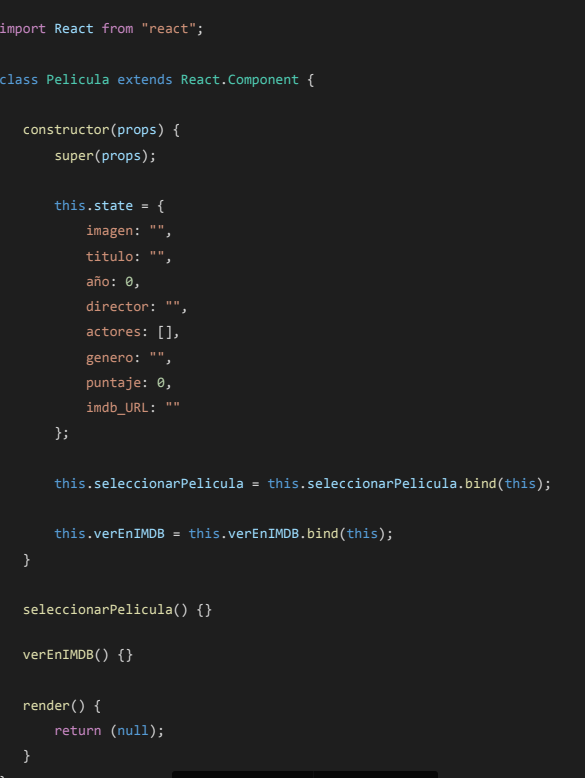 import React from "react";
class Pelicula extends React.Component {
constructor(props) {
super(props);
this.state = {
imagen: "",
titulo: "",
año: 0,
director: "",
actores: [],
genero: "",
puntaje: 0,
imdb_URL: ""
};
this.seleccionarPelicula = this.seleccionarPelicula.bind(this);
this.verEnIMDB = this.verEnIMDB.bind(this);
}
seleccionarPelicula() {}
verEnIMDB() {}
render() {
return (null);
}
}